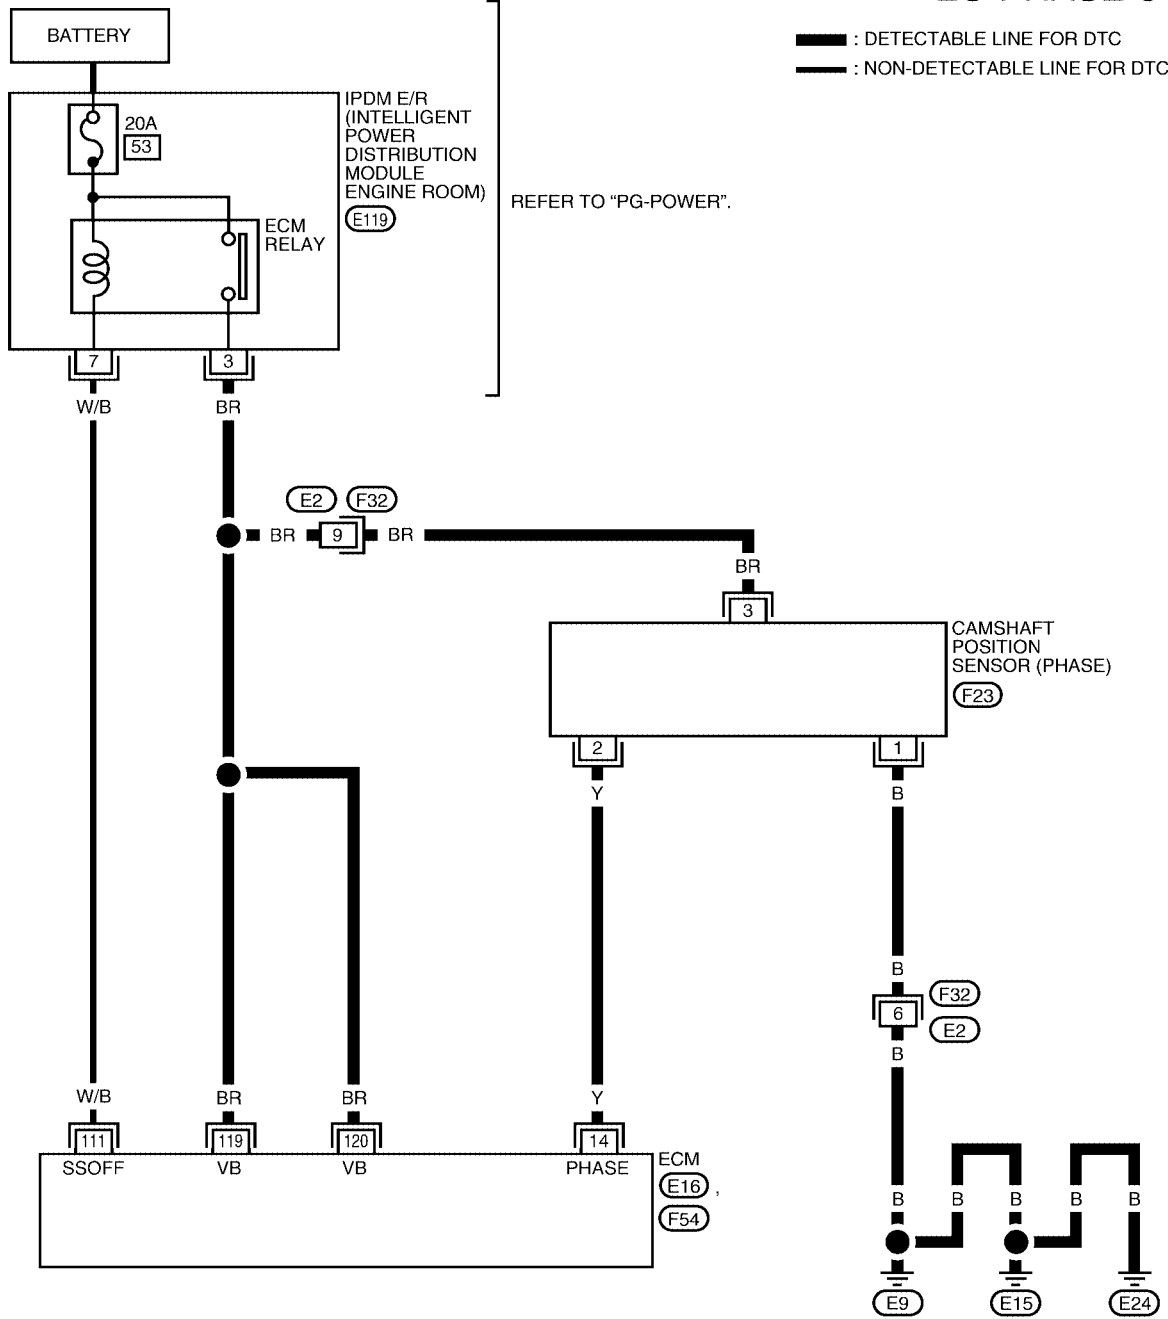 BATTERY
: DETECTABLE LINE FOR DTC
: NON-DETECTABLE LINE FOR DTC
20A
53
IPDM E/R
(INTELLIGENT
POWER
DISTRIBUTION
MODULE
ENGINE ROOM)
E119
REFER TO “PG-POWER”.
ECM
RELAY
7
3
W/B
BR
E2
F32
BR
9
BR
BR
3
CAMSHAFT
POSITION
SENSOR (PHASE)
F23
2
1
Y
B
B
F32
6
E2
B
W/B
BR
BR
Y
111
119
120
14
SSOFF
VB
VB
PHASE
ECM
E16 ,
F54
B
B
B
B
B
E9
E15
E24